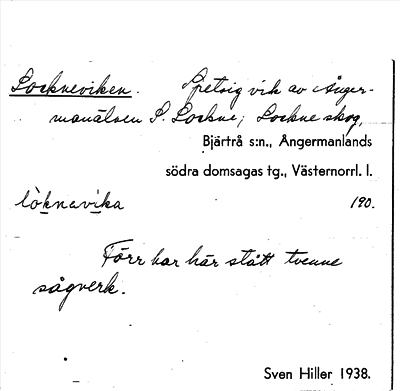 Lockneviken. Spetsig vik av Ånger-
manälven S. Lockne; Lockne skog,
Bjärtrå s:n., Ångermanlands
södra domsagas tg., Västernorrl. l.
lòknavika 190.
Förr har här stått tvenne
sågverk.
Sven Hiller 1938.